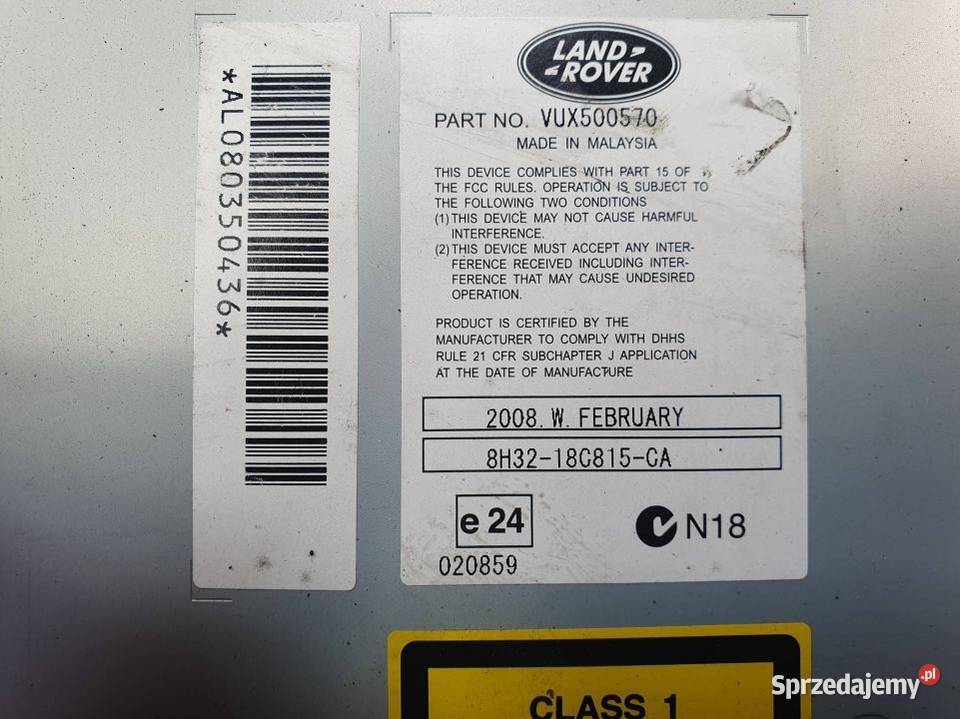 *AL080350436*
LAND-
-ROVER
PART NO. VUX500570
MADE IN MALAYSIA
THIS DEVICE COMPLIES WITH PART 15 OF
THE FCC RULES. OPERATION IS SUBJECT TO
THE FOLLOWING TWO CONDITIONS
(1) THIS DEVICE MAY NOT CAUSE HARMFUL
INTERFERENCE.
(2) THIS DEVICE MUST ACCEPT ANY INTER-
FERENCE RECEIVED INCLUDING INTER-
FERENCE THAT MAY CAUSE UNDESIRED
OPERATION.
PRODUCT IS CERTIFIED BY THE
MANUFACTURER TO COMPLY WITH DHHS
RULE 21 CFR SUBCHAPTER J APPLICATION
AT THE DATE OF MANUFACTURE
2008. W. FEBRUARY
8H32-18C815-CA
e 24
N18
020859
CLASS 1
Sprzedajemy.pl